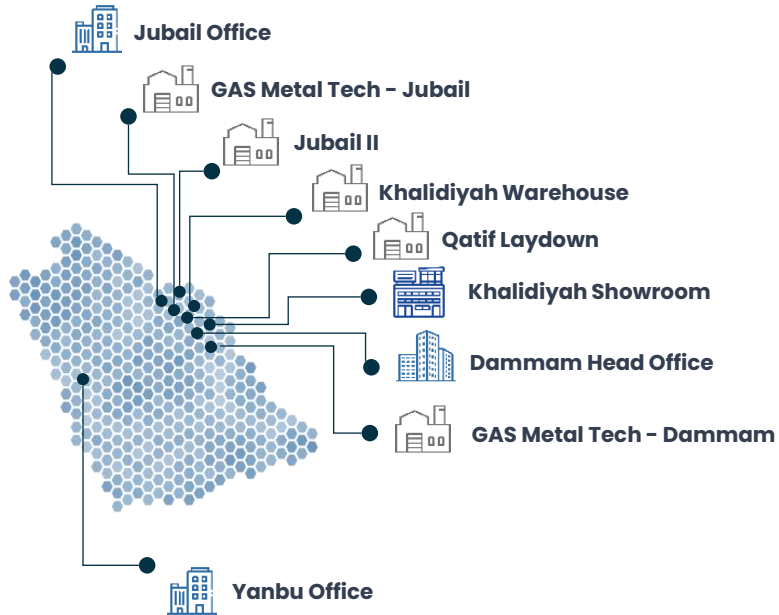 Jubail Office
GAS Metal Tech - Jubail
Jubail II
Khalidiyah Warehouse
Qatif Laydown
Khalidiyah Showroom
Dammam Head Office
GAS Metal Tech - Dammam
Yanbu Office